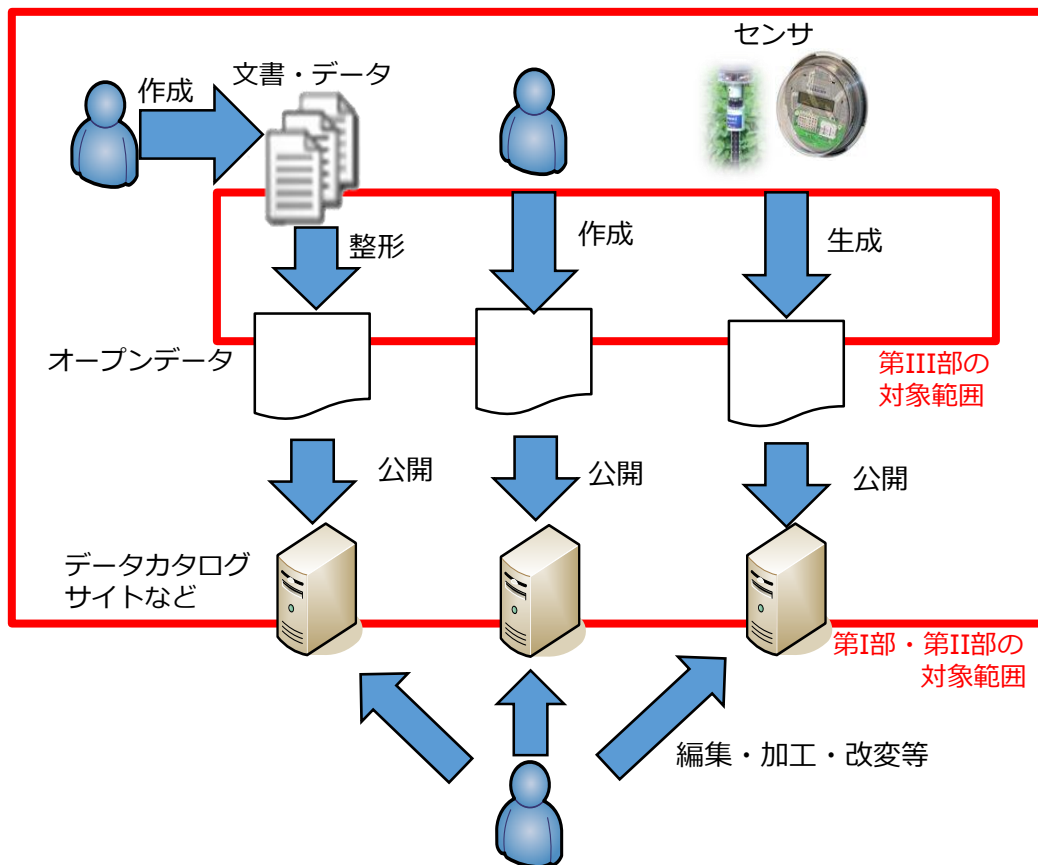 センサ
作成
文書・データ
整形
作成
生成
オープンデータ
第III部の
対象範囲
公開
公開
公開
データカタログ
サイトなど
第I部・第II部の
対象範囲
編集・加工・改変等